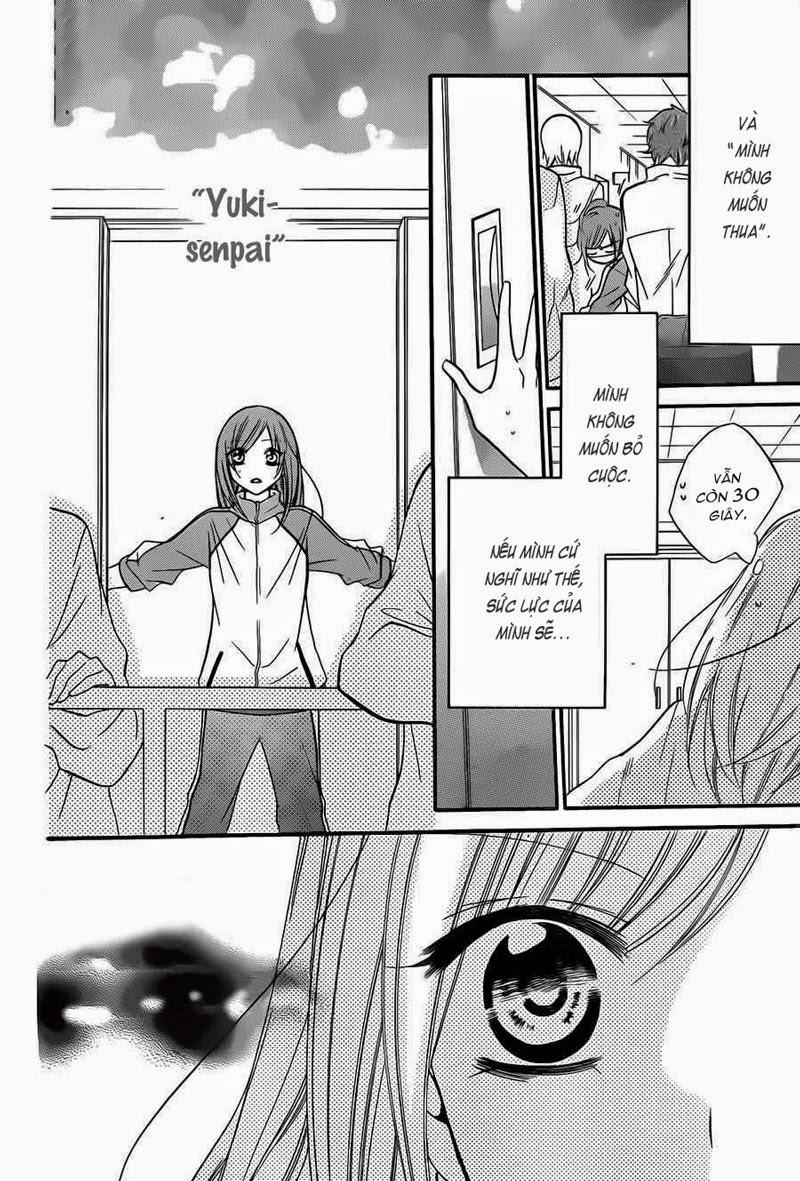 VÀ
"MÌNH
KHÔNG
MUỐN
THUA".
MÌNH
KHÔNG
MUỐN BỎ
CUỘC.
VẪN
CÒN 30
GIÂY.
NẾU MÌNH CỨ
NGHĨ NHƯ THẾ,
SỨC LỰC CỦA
MÌNH SẼ...
"Yuki-
senpai"